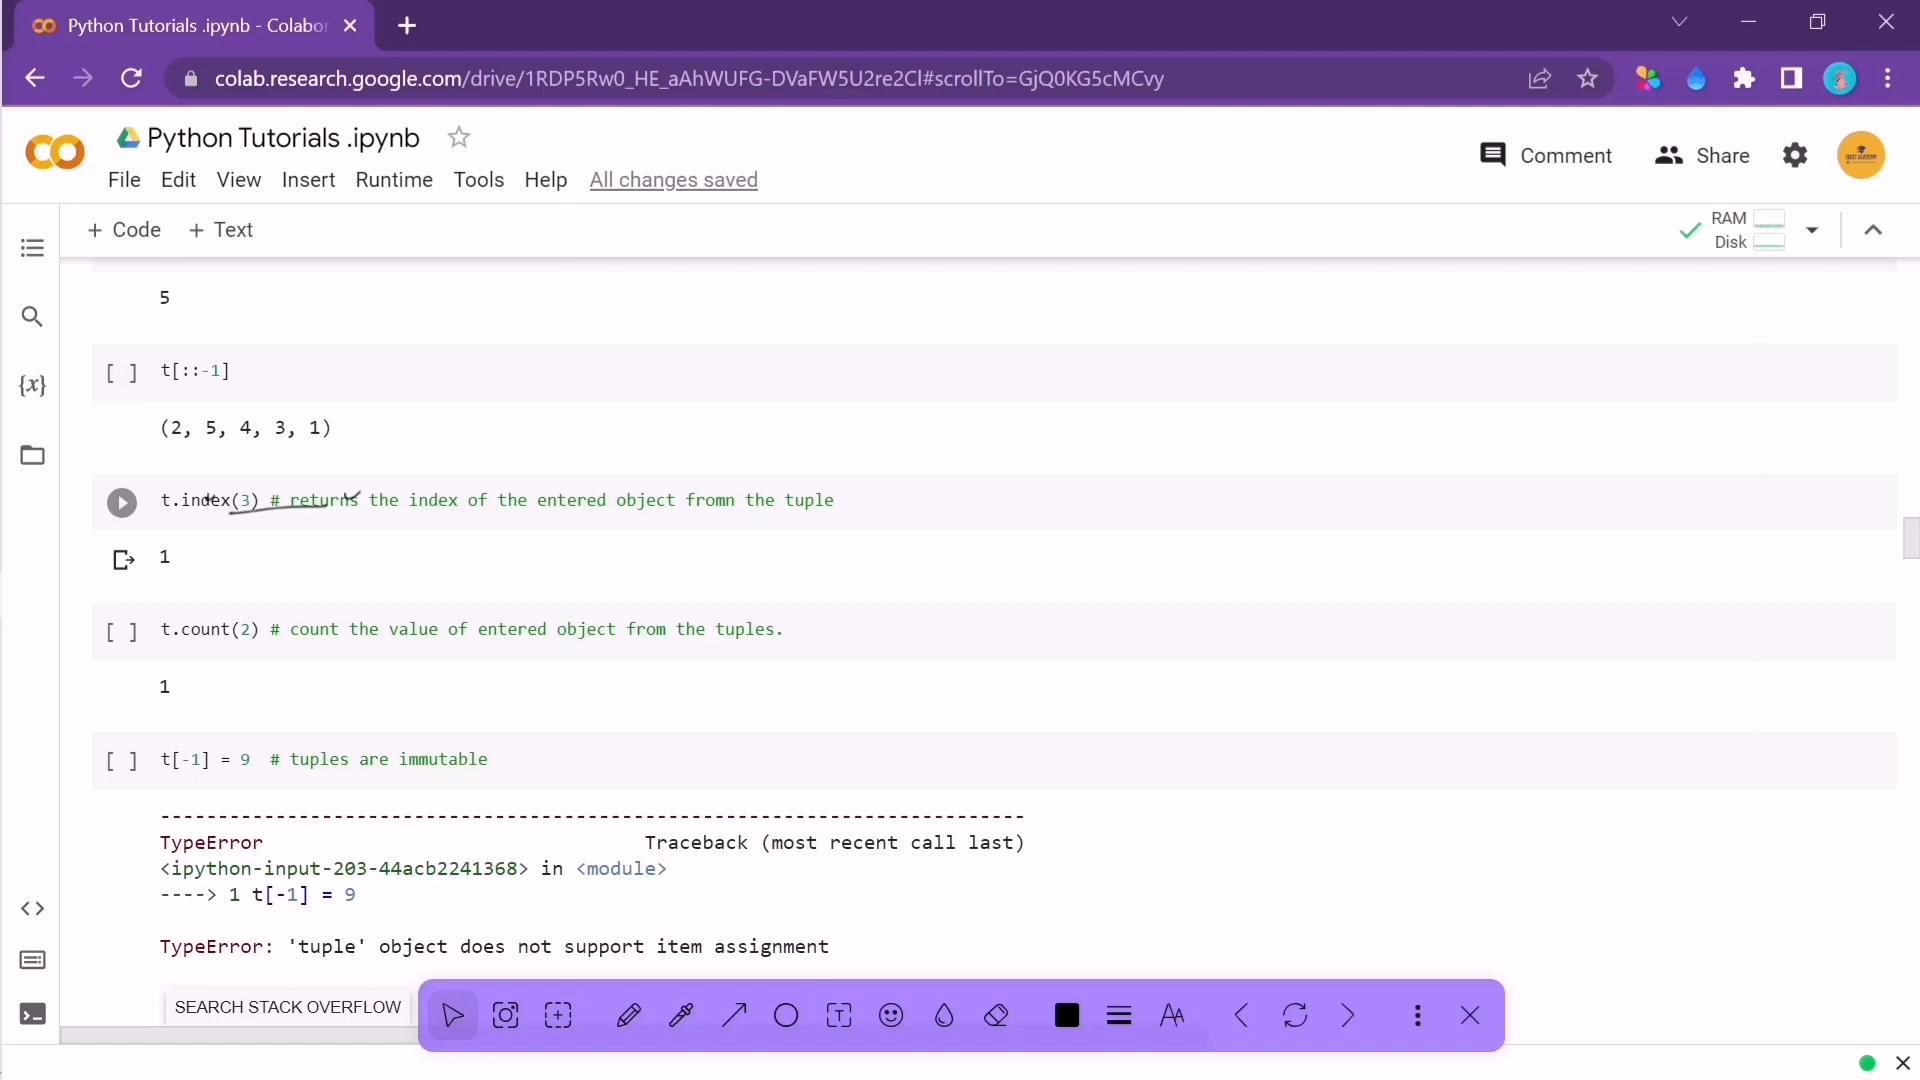 Python Tutorials .ipynb - Colabor
colab.research.google.com/drive/1RDP5Rw0_HE_aAhWUFG-DVaFW5U2re2Cl#scrollTo=GjQ0KG5cMCvy
Python Tutorials .ipynb
Comment
Share
File Edit View Insert Runtime Tools Help All changes saved
+ Code + Text
RAM
Disk
5
[ ] t[::-1]
(2, 5, 4, 3, 1)
t.index(3) # returns the index of the entered object fromn the tuple
1
[ ] t.count(2) # count the value of entered object from the tuples.
1
[ ] t[-1] = 9  # tuples are immutable
---------------------------------------------------------------------------
TypeError Traceback (most recent call last)
<ipython-input-203-44acb2241368> in <module>
----> 1 t[-1] = 9
TypeError: 'tuple' object does not support item assignment
SEARCH STACK OVERFLOW